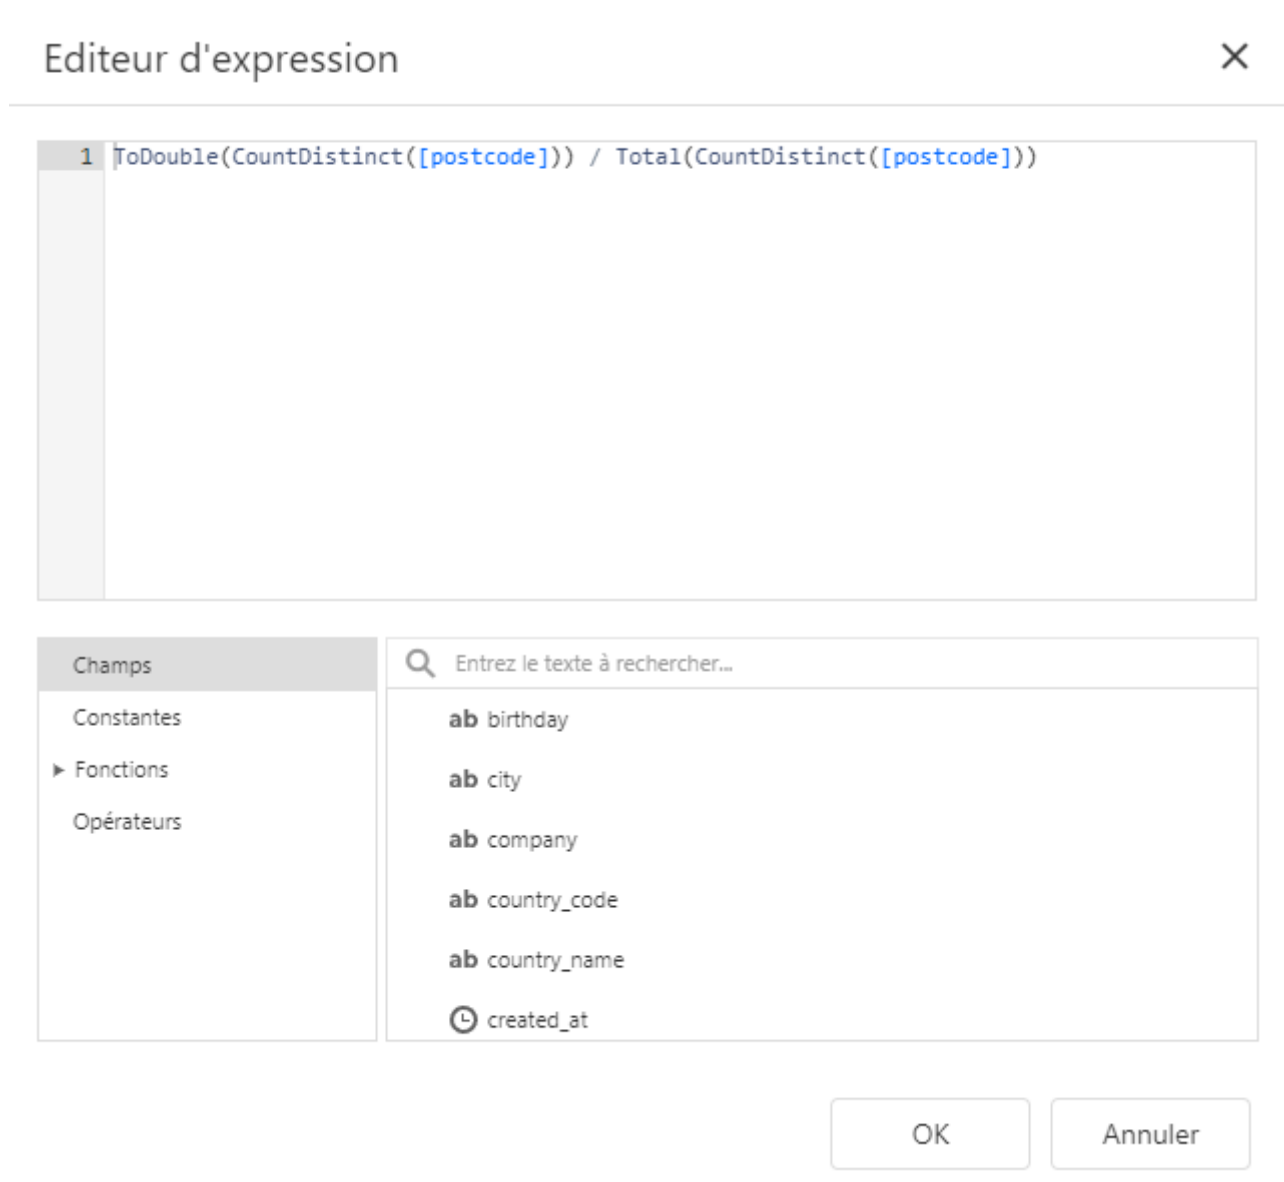 Editeur d'expression
1 ToDouble(CountDistinct([postcode])) / Total(CountDistinct([postcode]))
Champs
Constantes
Fonctions
Opérateurs
Entrez le texte à rechercher...
ab birthday
ab city
ab company
ab country_code
ab country_name
created_at
OK
Annuler